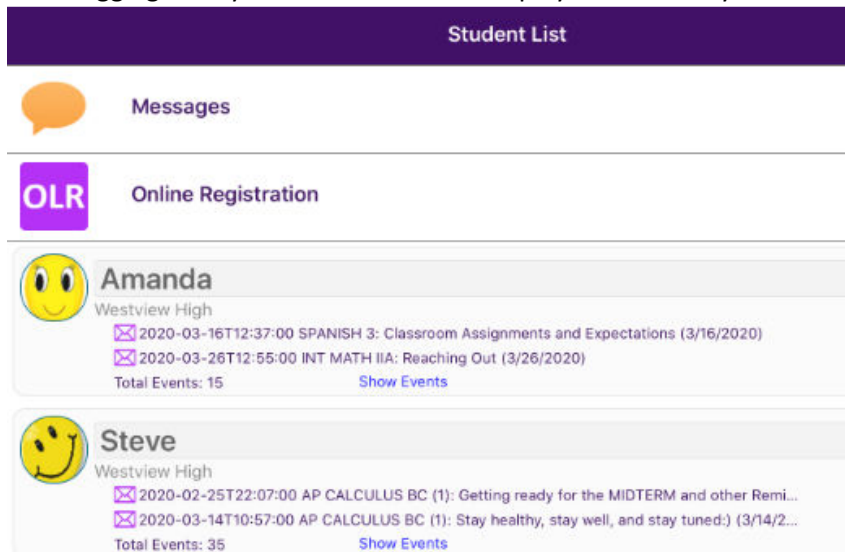 Student List
Messages
OLR Online Registration
Amanda
Westview High
2020-03-16T12:37:00 SPANISH 3: Classroom Assignments and Expectations (3/16/2020)
2020-03-26T12:55:00 INT MATH IIA: Reaching Out (3/26/2020)
Total Events: 15 Show Events
Steve
Westview High
2020-02-25T22:07:00 AP CALCULUS BC (1): Getting ready for the MIDTERM and other Remi...
2020-03-14T10:57:00 AP CALCULUS BC (1): Stay healthy, stay well, and stay tuned:) (3/14/2...
Total Events: 35 Show Events